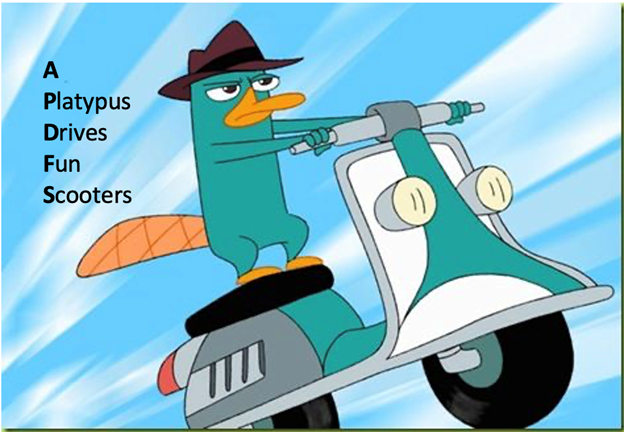 A
Platypus
Drives
Fun
Scooters